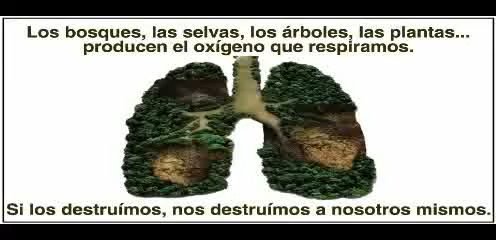 Los bosques, las selvas, los árboles, las plantas...
producen el oxígeno que respiramos.
Si los destruímos, nos destruímos a nosotros mismos.